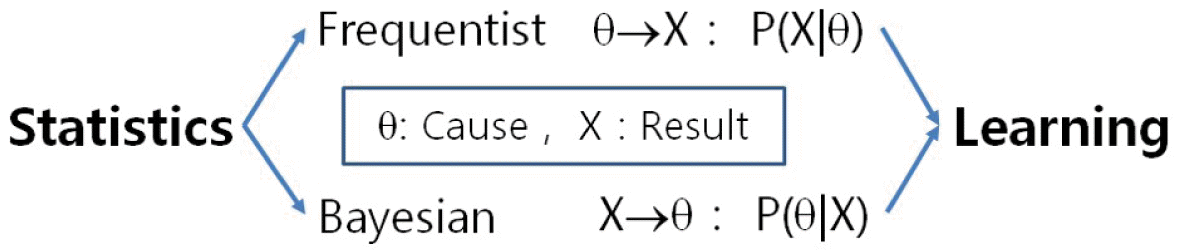 Frequentist θ→X : P(X|θ)
Statistics
θ: Cause , X : Result
Learning
Bayesian X→θ : P(θ|X)